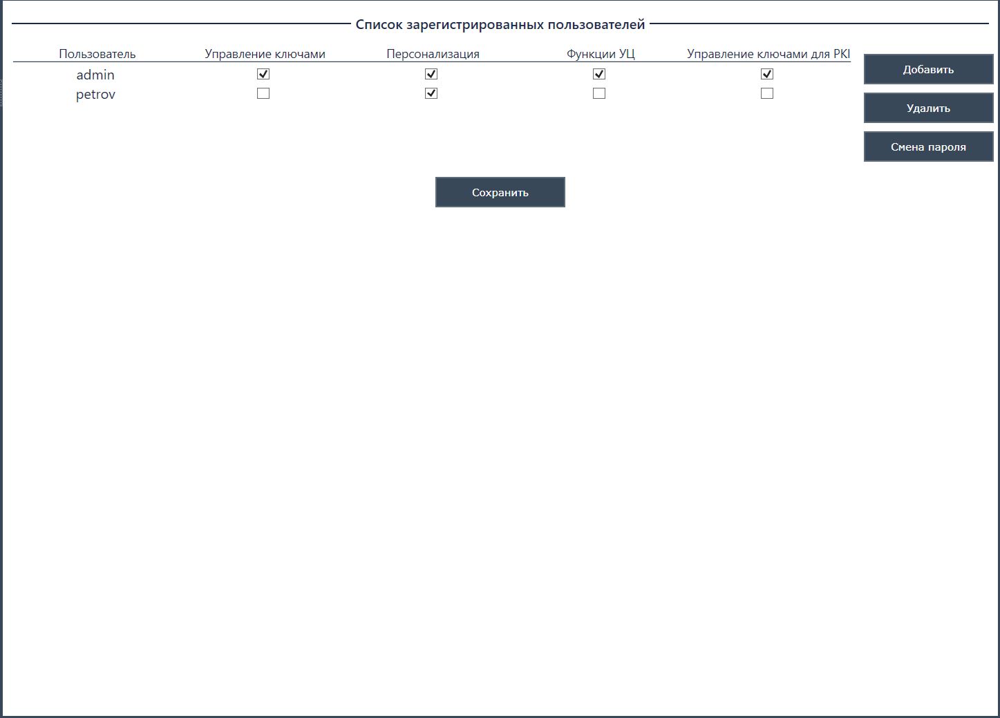 Список зарегистрированных пользователей
Пользователь Управление ключами Персонализация Функции УЦ Управление ключами для PKI
admin
petrov
Добавить
Удалить
Смена пароля
Сохранить